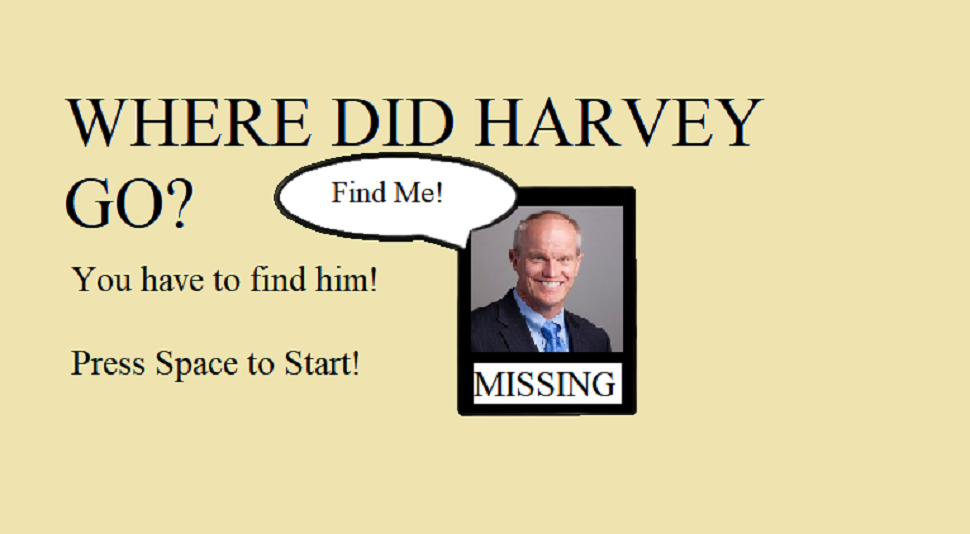 WHERE DID HARVEY
GO?
Find Me!
You have to find him!
Press Space to Start!
MISSING